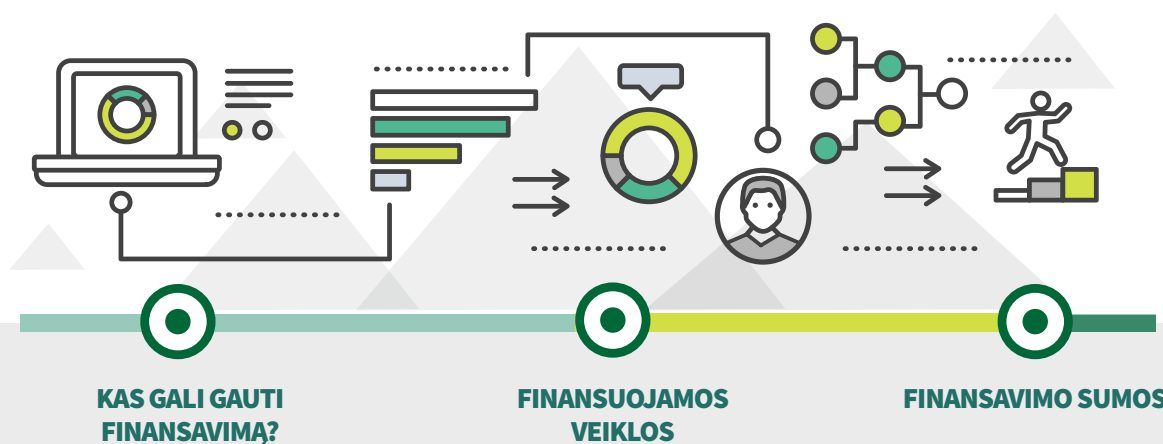 KAS GALI GAUTI
FINANSAVIMĄ?
FINANSUOJAMOS
VEIKLOS
FINANSAVIMO SUMOS